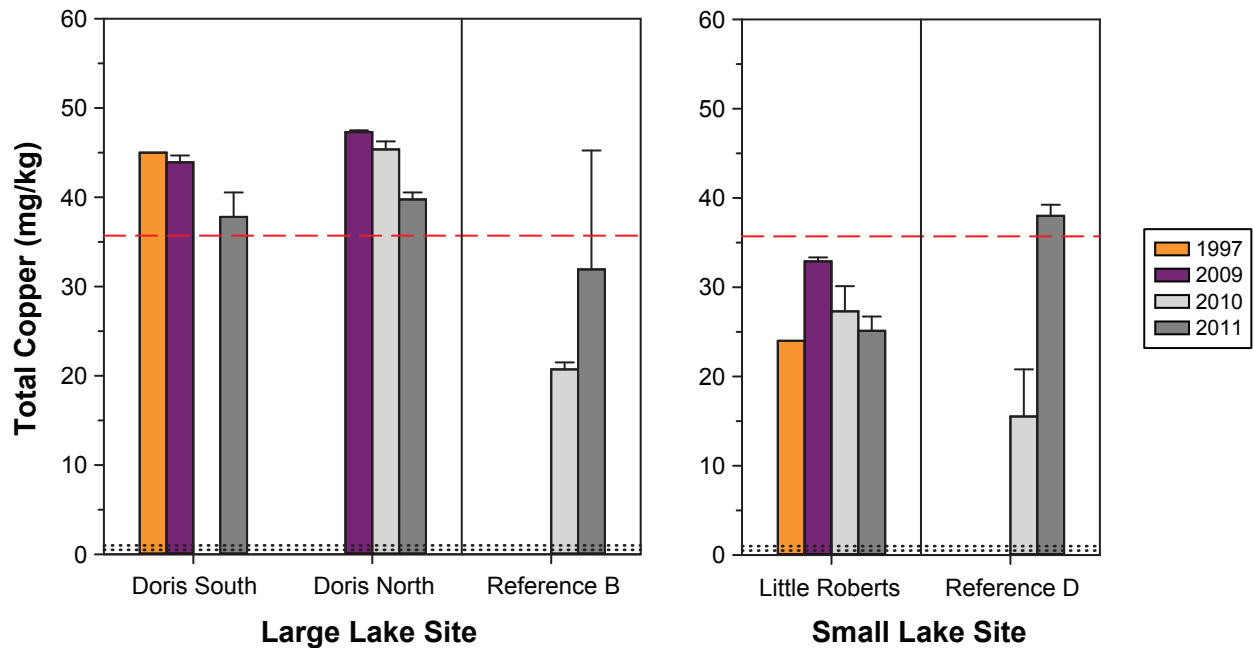 60
50
40
30
20
10
0
Total Copper (mg/kg)
Doris South
Doris North
Reference B
Large Lake Site
60
50
40
30
20
10
0
Little Roberts
Reference D
Small Lake Site
1997
2009
2010
2011